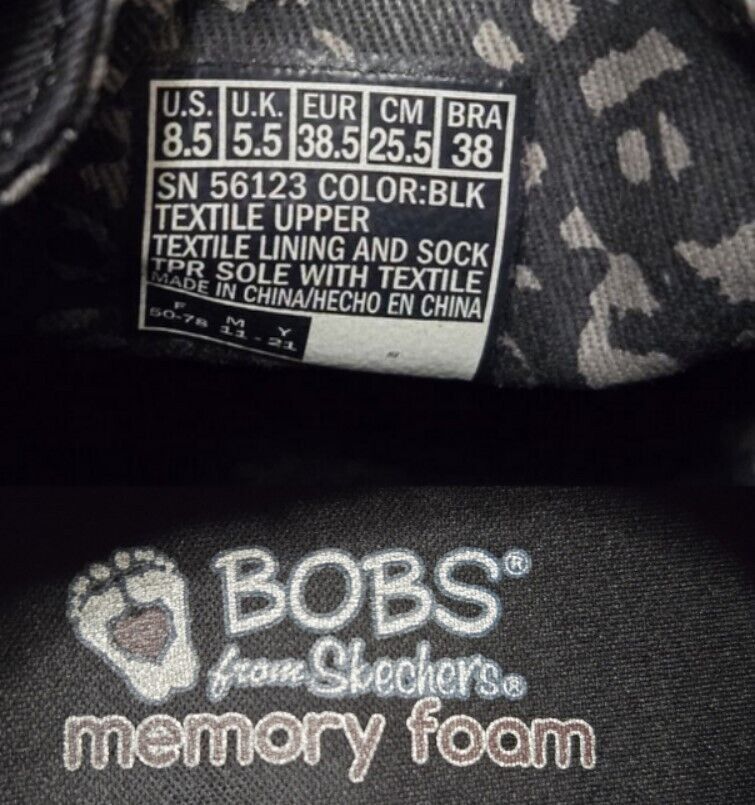 U.S. U.K. EUR CM BRA
8.5 5.5 38.5 25.5 38
SN 56123 COLOR:BLK
TEXTILE UPPER
TEXTILE LINING AND SOCK
TPR SOLE WITH TEXTILE
MADE IN CHINA/HECHO EN CHINA
F M Y
50-78 11 - 21
BOBS®
from Skechers®
memory foam